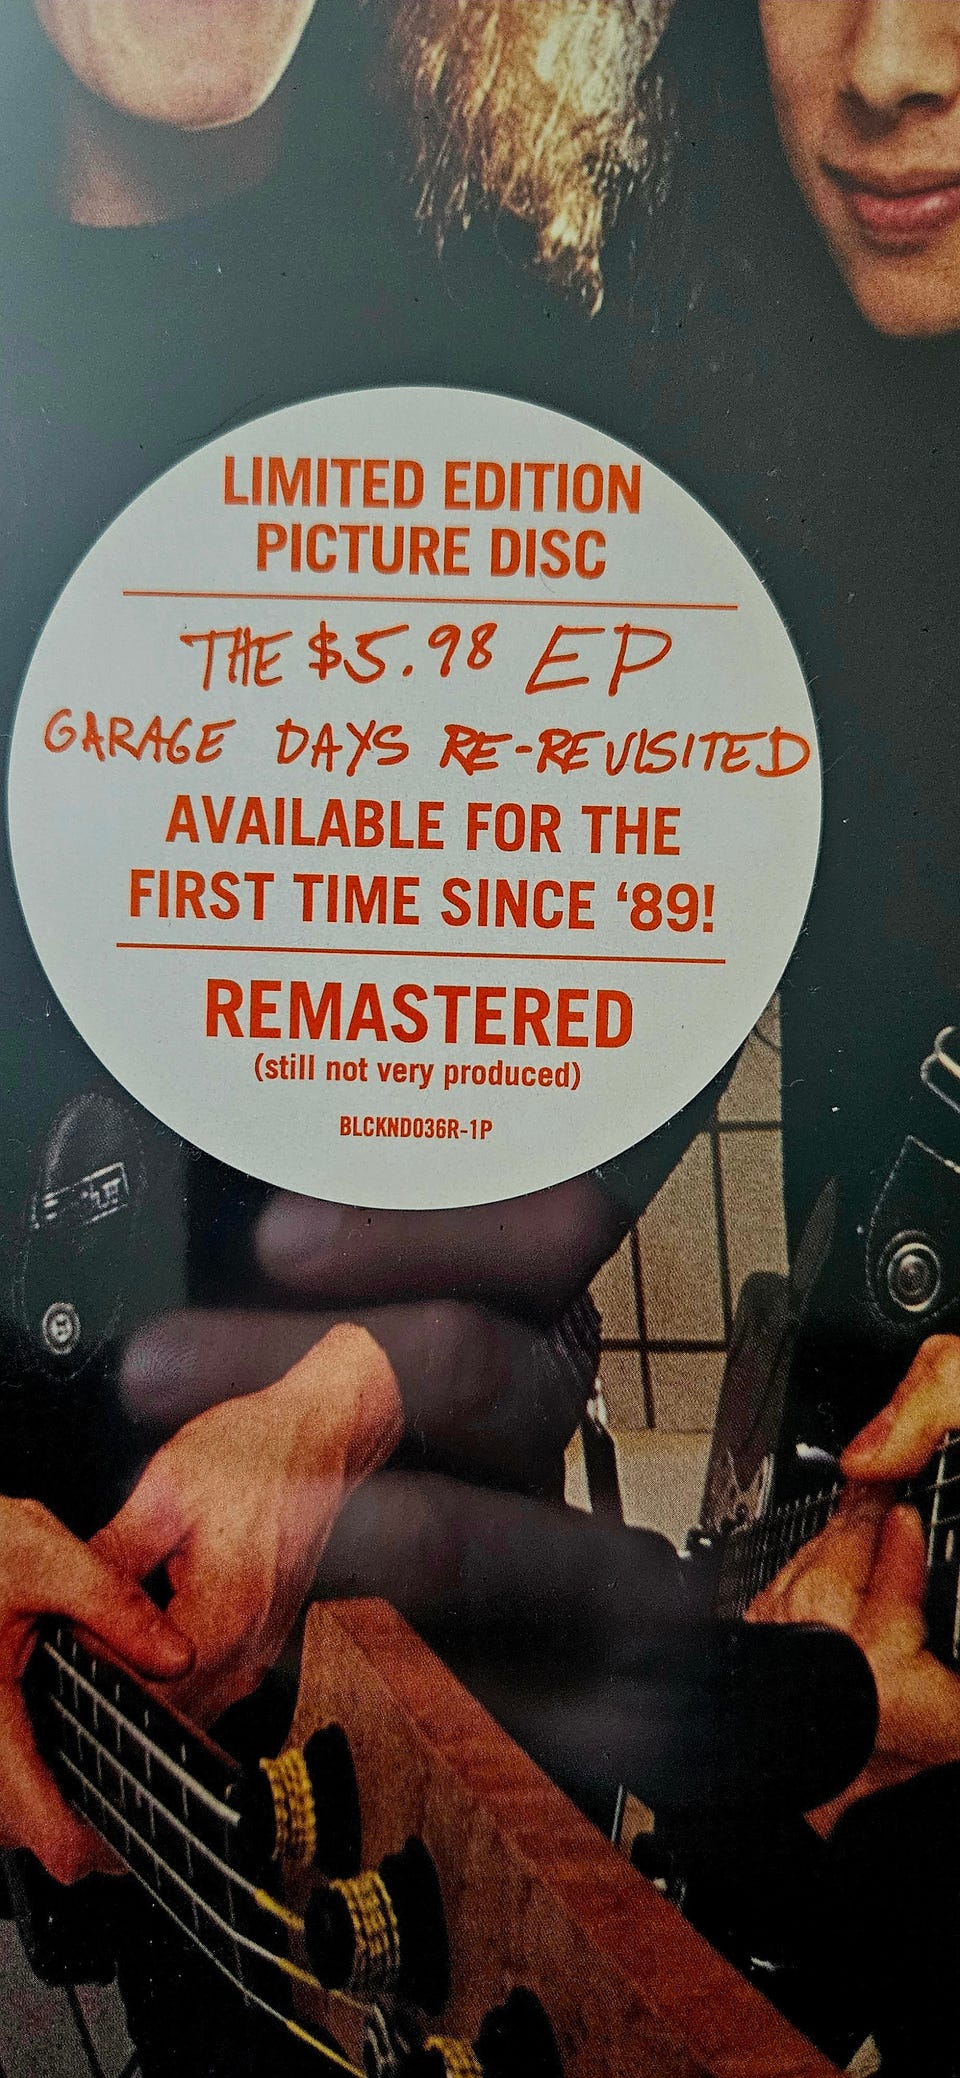 LIMITED EDITION
PICTURE DISC
THE $5.98 EP
GARAGE DAYS RE-REVISITED
AVAILABLE FOR THE
FIRST TIME SINCE ‘89!
REMASTERED
(still not very produced)
BLCKND036R-1P